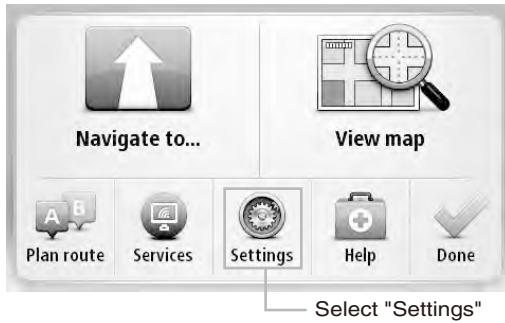 Navigate to...
View map
A
B
Plan route
Services
Settings
Help
Done
Select "Settings"